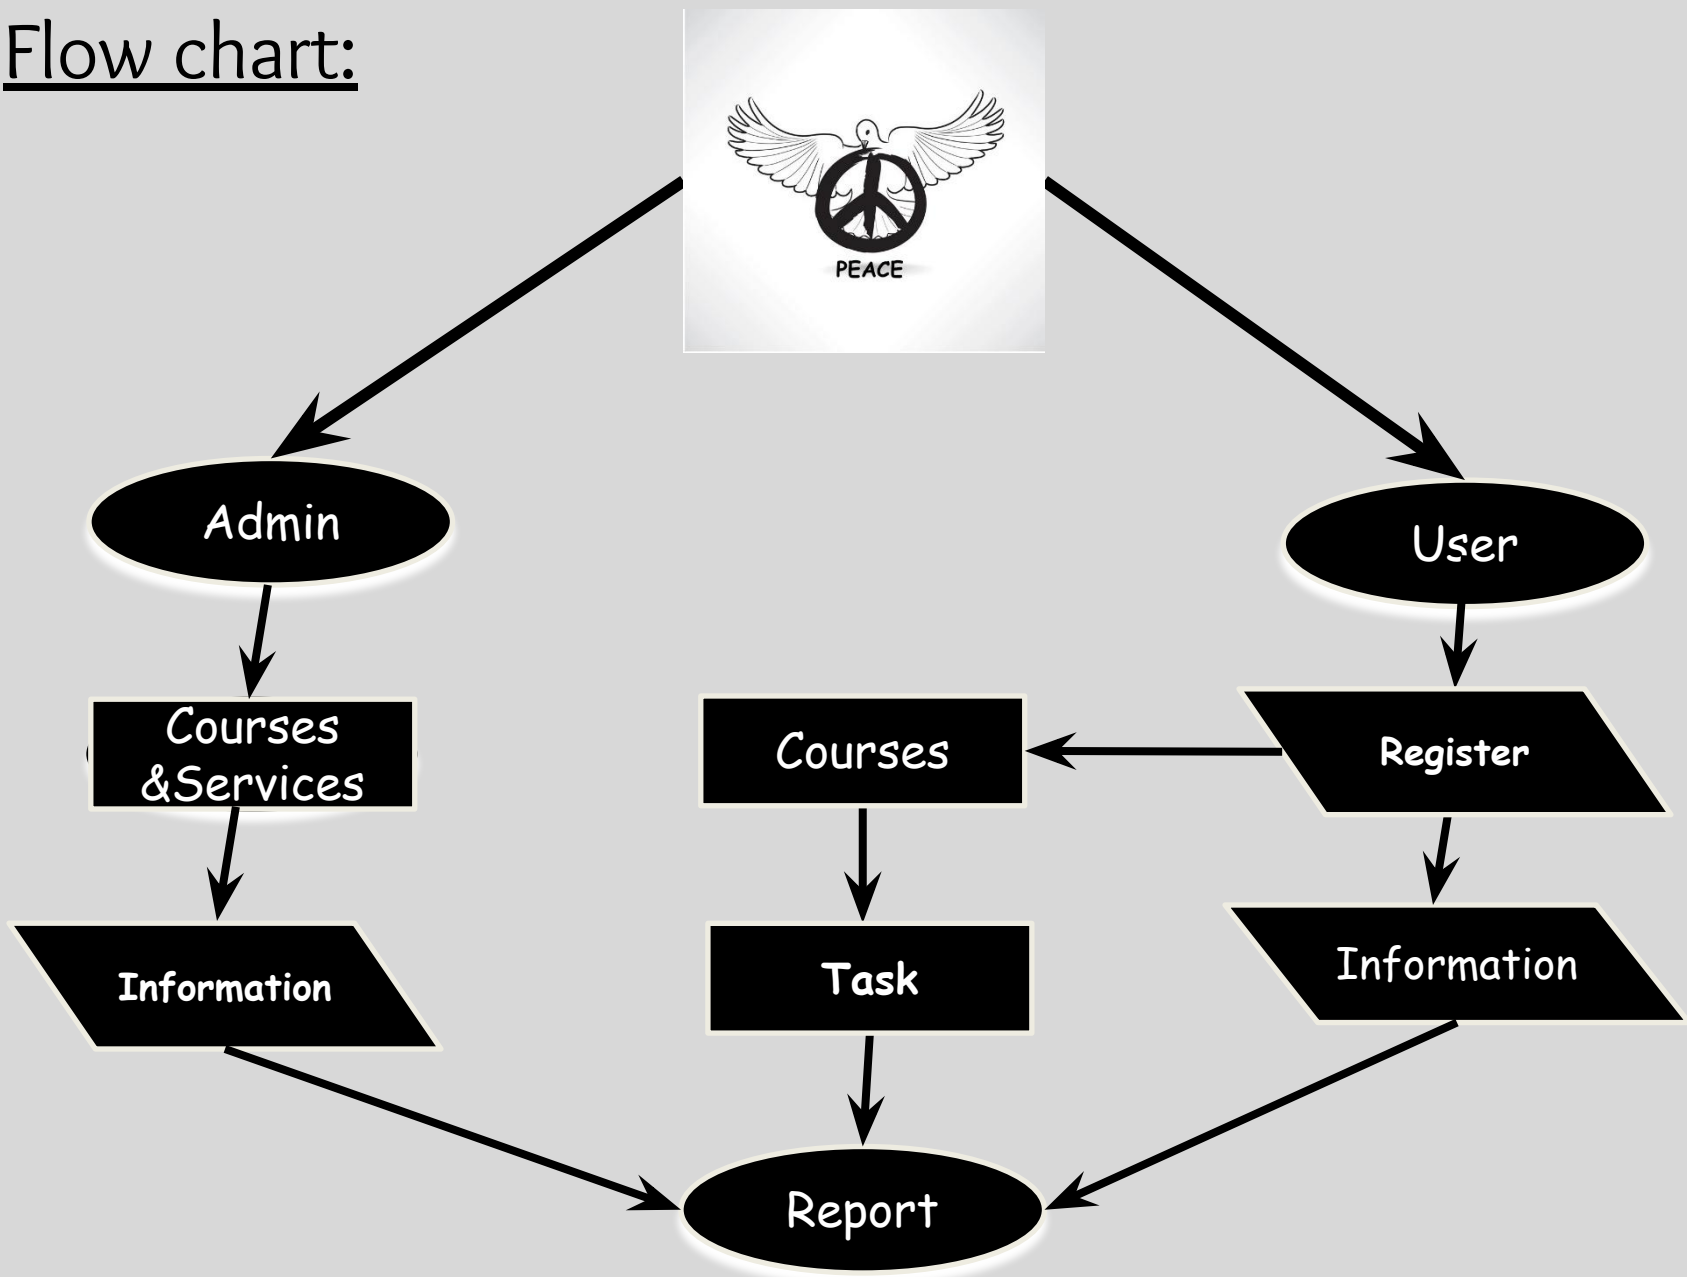 Flow chart:
PEACE
Admin
User
Courses
&Services
Courses
Register
Information
Task
Information
Report